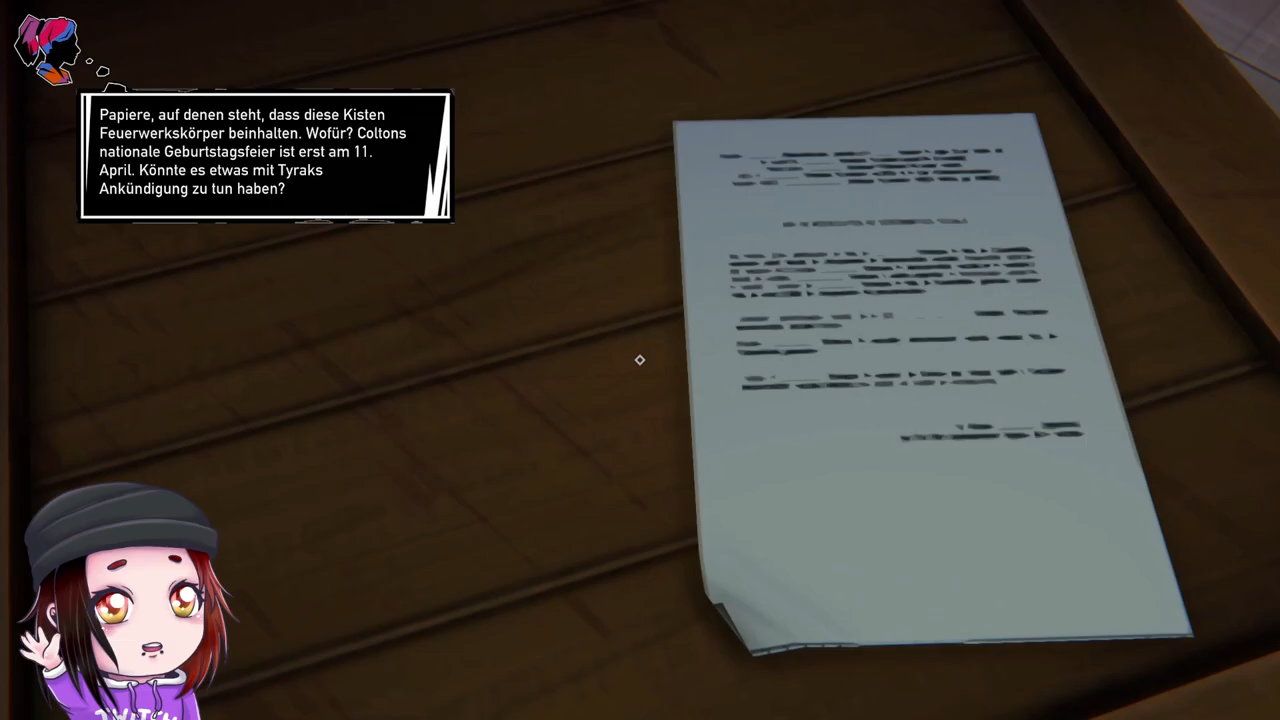 Papiere, auf denen steht, dass diese Kisten
Feuerwerkskörper beinhalten. Wofür? Coltons
nationale Geburtstagsfeier ist erst am 11.
April. Könnte es etwas mit Tyraks
Ankündigung zu tun haben?
TWITCH